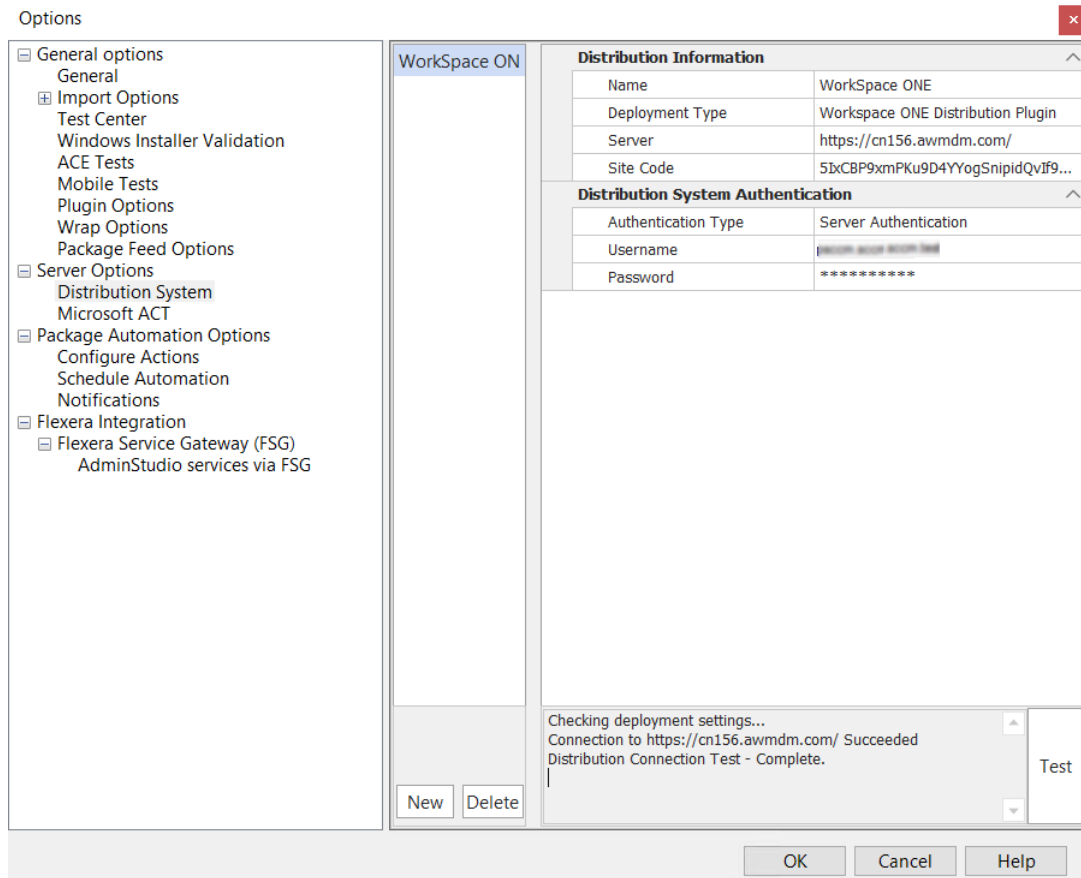 Options
×
General options
General
Import Options
Test Center
Windows Installer Validation
ACE Tests
Mobile Tests
Plugin Options
Wrap Options
Package Feed Options
Server Options
Distribution System
Microsoft ACT
Package Automation Options
Configure Actions
Schedule Automation
Notifications
Flexera Integration
Flexera Service Gateway (FSG)
AdminStudio services via FSG
WorkSpace ON
New Delete
Distribution Information
Name WorkSpace ONE
Deployment Type Workspace ONE Distribution Plugin
Server https://cn156.awmdm.com/
Site Code 5IxCBP9xmPKu9D4YYogSnipidQvIf9...
Distribution System Authentication
Authentication Type Server Authentication
Username
Password **********
Checking deployment settings...
Connection to https://cn156.awmdm.com/ Succeeded
Distribution Connection Test - Complete.
Test
OK Cancel Help